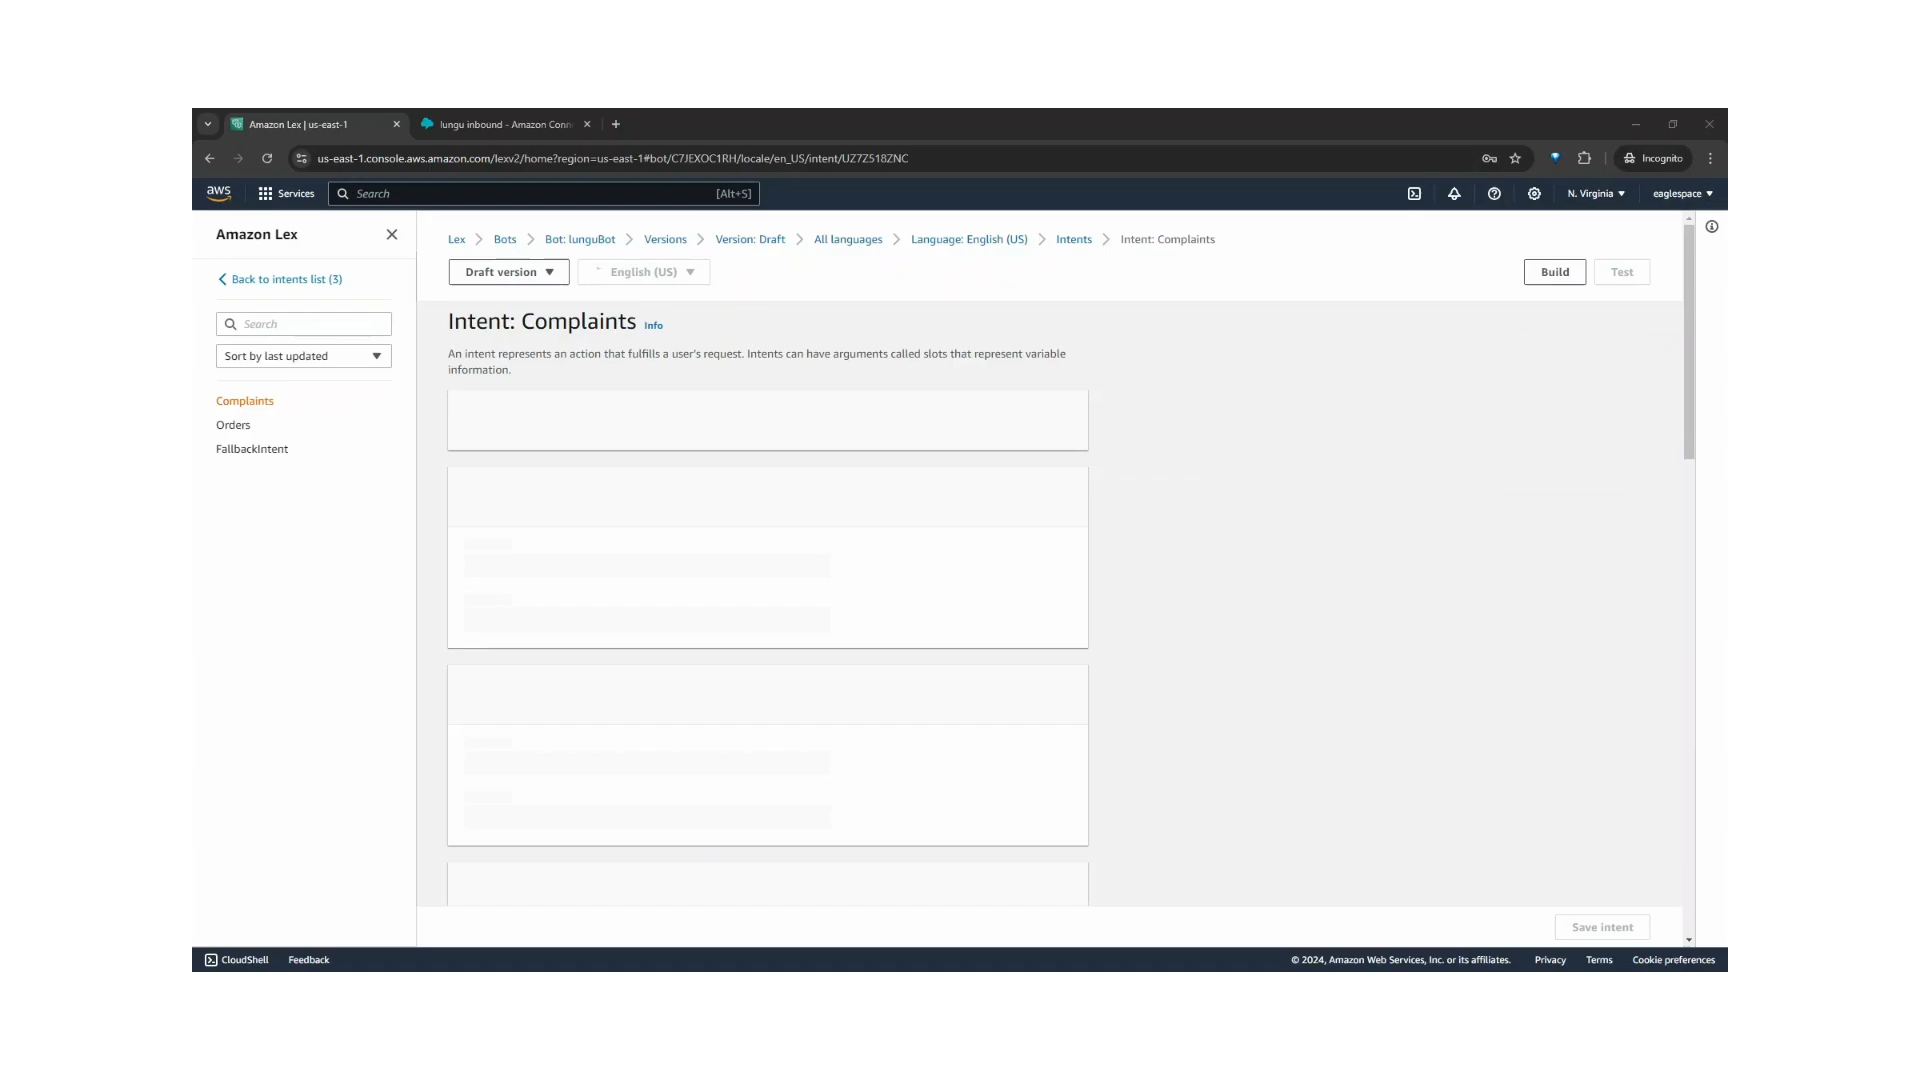 Amazon Lex | us-east-1
lungu inbound - Amazon Conn
us-east-1.console.aws.amazon.com/lexv2/home?region=us-east-1#bot/C7JEXOC1RH/locale/en_US/intent/UZ7Z518ZNC
Incognito
aws
Services
Search
[Alt+S]
N. Virginia
eaglespace
Amazon Lex
Back to intents list (3)
Search
Sort by last updated
Complaints
Orders
FallbackIntent
Lex
Bots
Bot: lunguBot
Versions
Version: Draft
All languages
Language: English (US)
Intents
Intent: Complaints
Draft version
English (US)
Build
Test
Intent: Complaints
Info
An intent represents an action that fulfills a user's request. Intents can have arguments called slots that represent variable
information.
Save intent
CloudShell
Feedback
© 2024, Amazon Web Services, Inc. or its affiliates.
Privacy
Terms
Cookie preferences